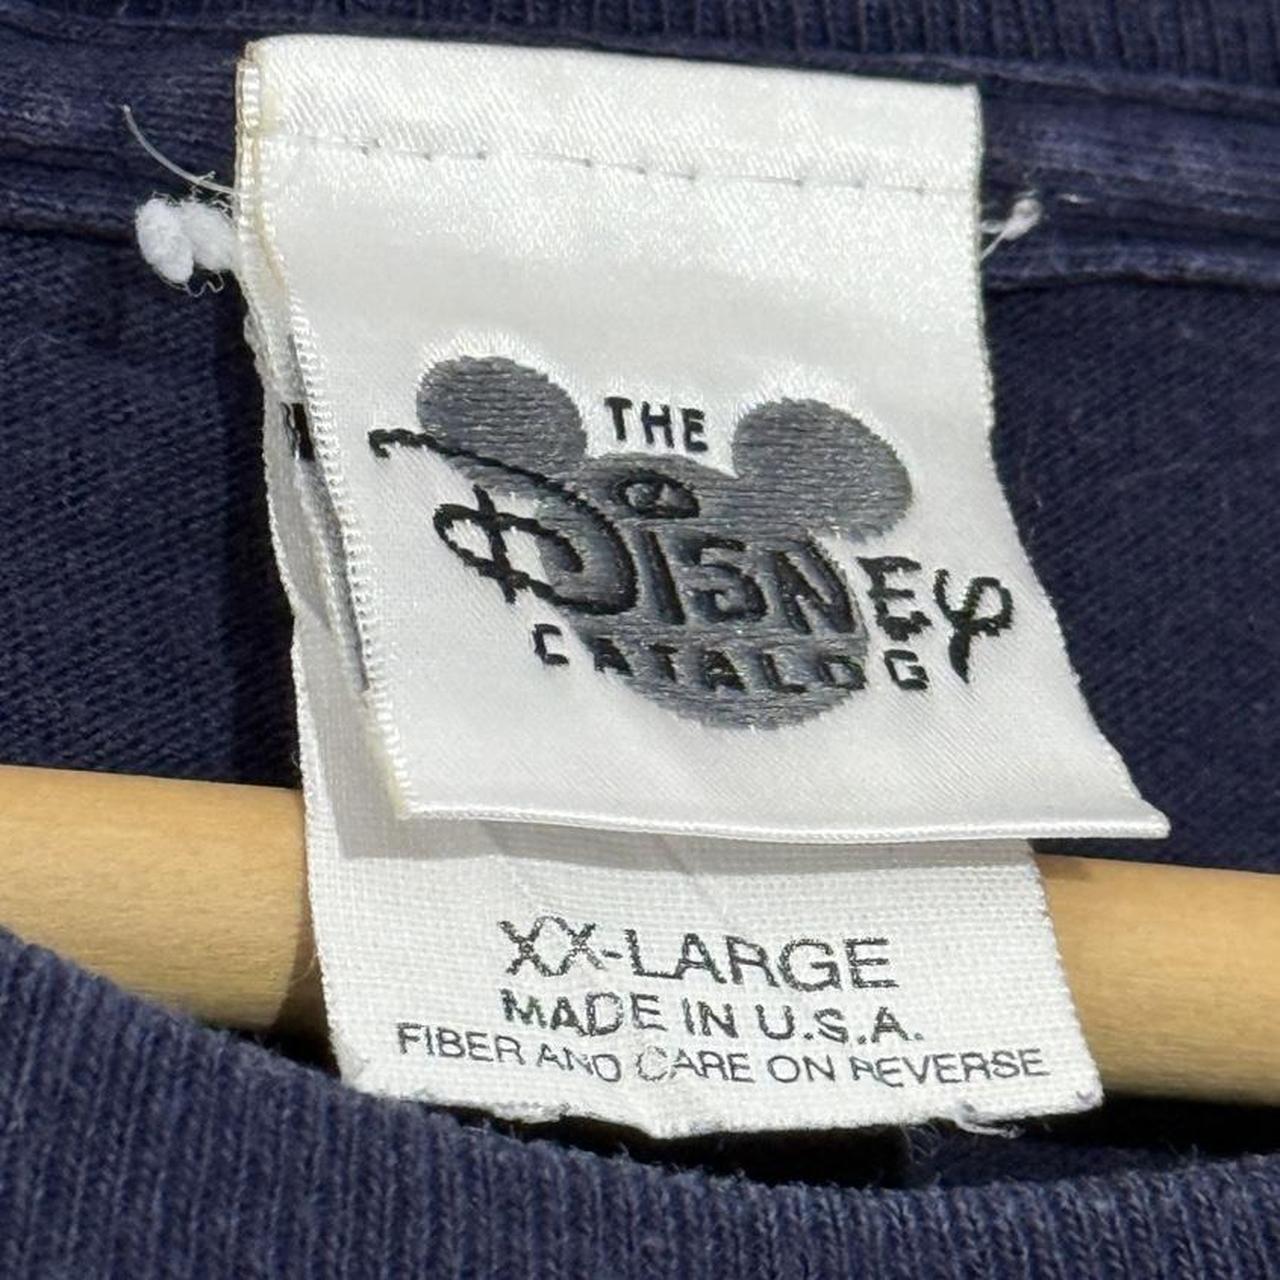 THE
DISNEY
CATALOG
XX-LARGE
MADE IN U.S.A.
FIBER AND CARE ON REVERSE